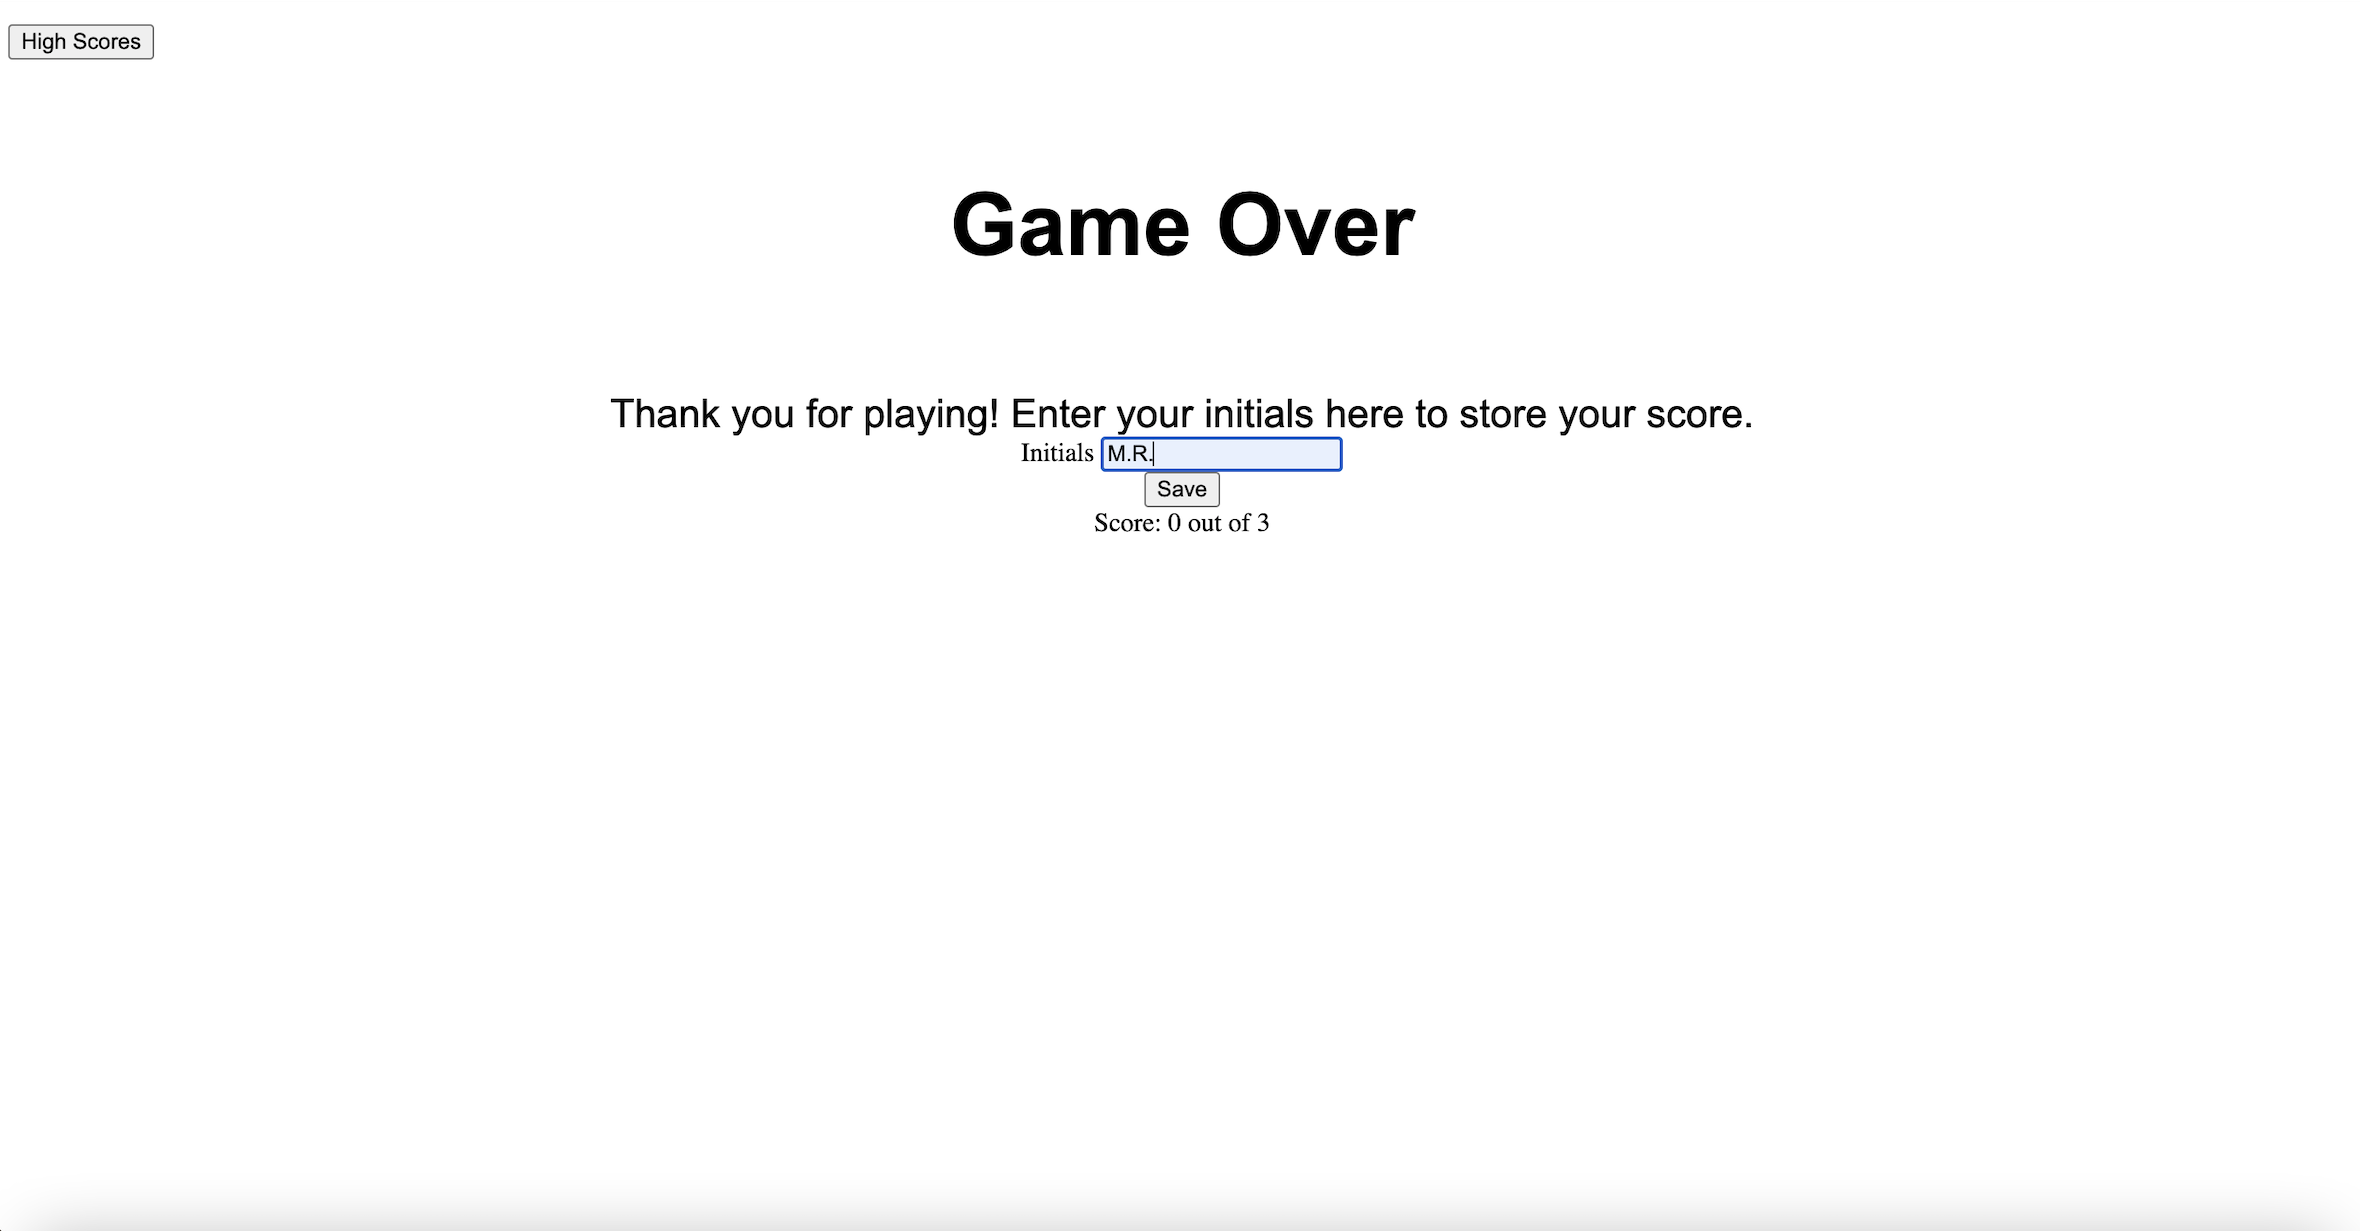 High Scores
Game Over
Thank you for playing! Enter your initials here to store your score.
Initials M.R.
Save
Score: 0 out of 3